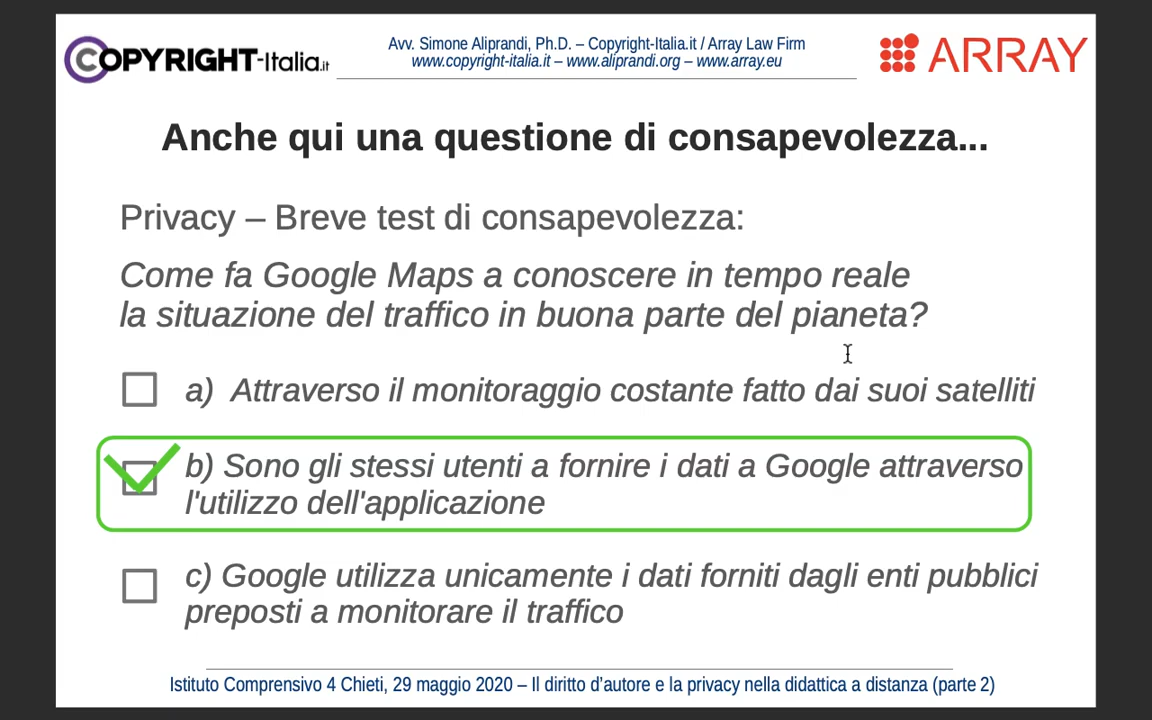 COPYRIGHT-Italia.it
Avv. Simone Aliprandi, Ph.D. – Copyright-Italia.it / Array Law Firm
www.copyright-italia.it – www.aliprandi.org – www.array.eu
ARRAY
Anche qui una questione di consapevolezza...
Privacy – Breve test di consapevolezza:
Come fa Google Maps a conoscere in tempo reale
la situazione del traffico in buona parte del pianeta?
a) Attraverso il monitoraggio costante fatto dai suoi satelliti
b) Sono gli stessi utenti a fornire i dati a Google attraverso
l'utilizzo dell'applicazione
c) Google utilizza unicamente i dati forniti dagli enti pubblici
preposti a monitorare il traffico
Istituto Comprensivo 4 Chieti, 29 maggio 2020 – Il diritto d’autore e la privacy nella didattica a distanza (parte 2)